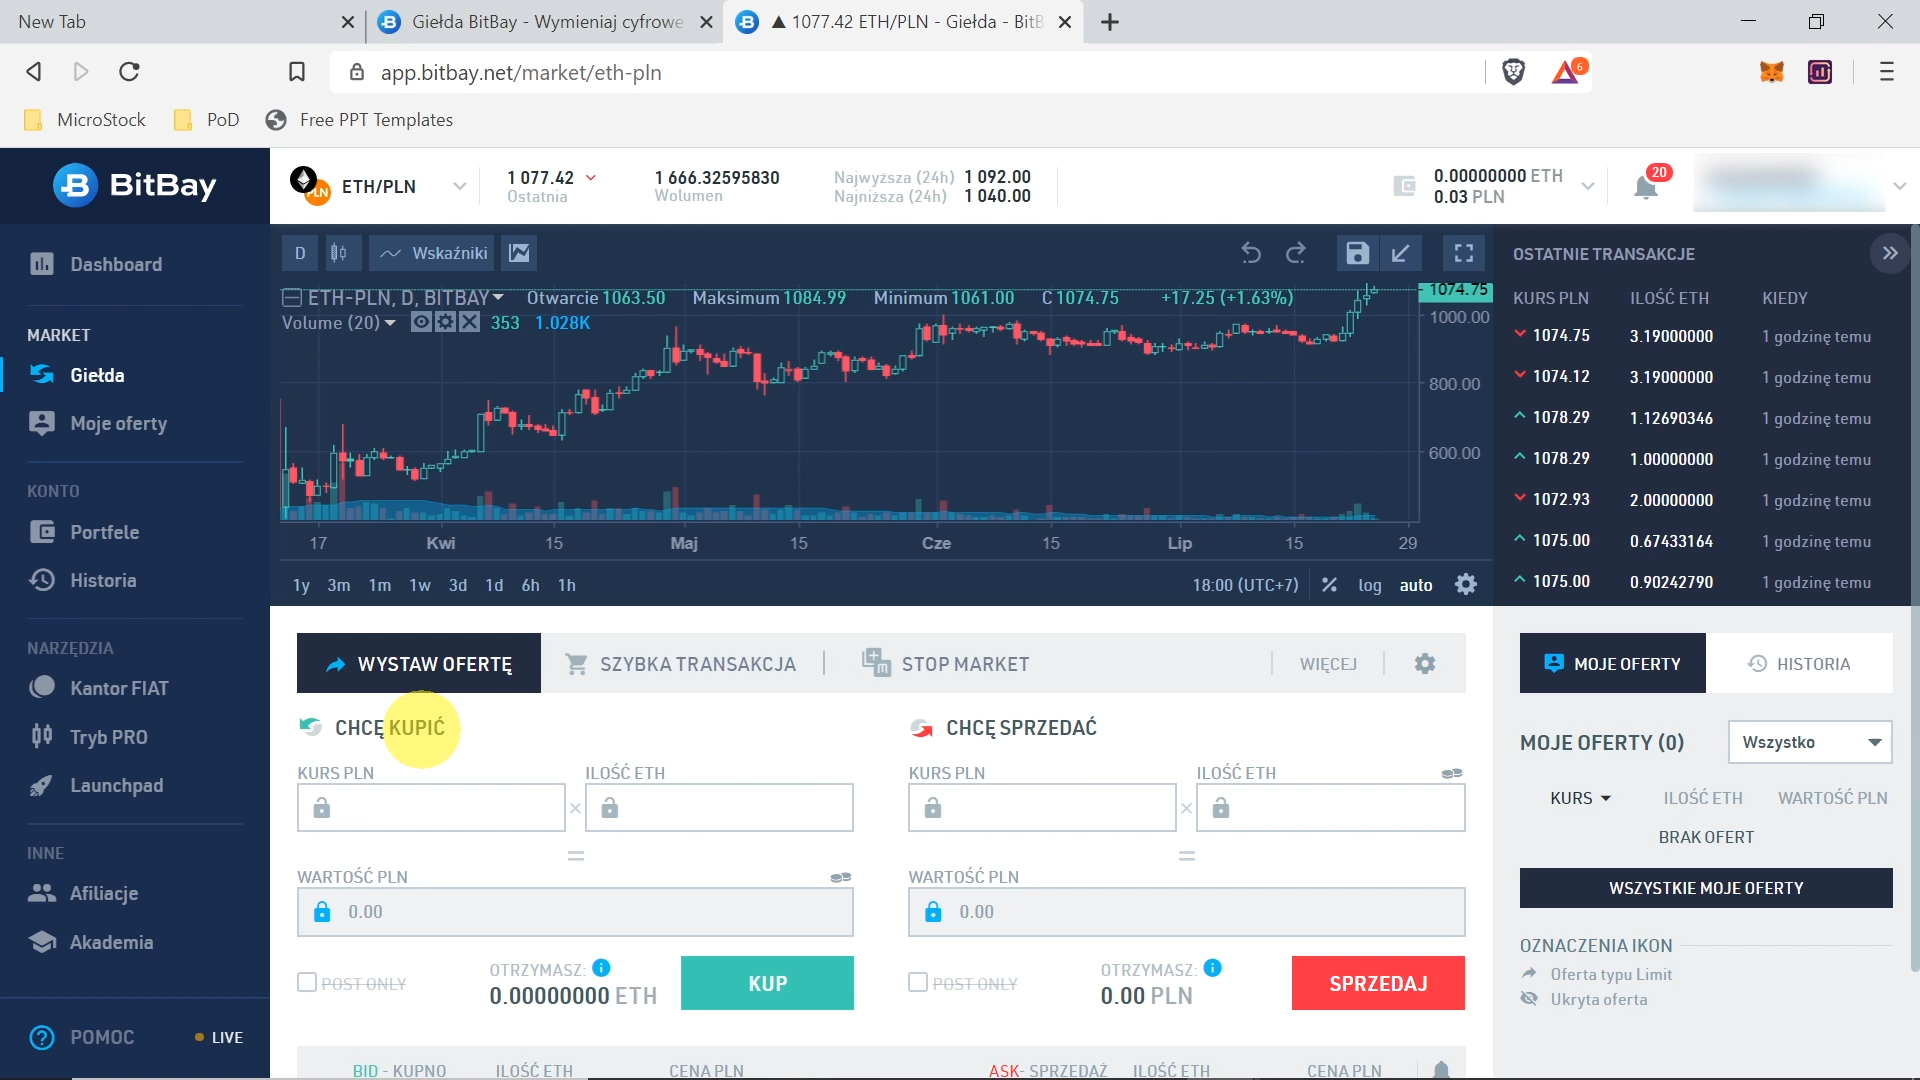 New Tab
Giełda BitBay - Wymieniaj cyfrowe
▲ 1077.42 ETH/PLN - Giełda - BitB
app.bitbay.net/market/eth-pln
6
MicroStock
PoD
Free PPT Templates
BitBay
PLN
ETH/PLN
1 077.42
Ostatnia
1 666.32595830
Wolumen
Najwyższa (24h) 1 092.00
Najniższa (24h) 1 040.00
0.00000000 ETH
0.03 PLN
20
Dashboard
MARKET
Giełda
Moje oferty
KONTO
Portfele
Historia
NARZĘDZIA
Kantor FIAT
Tryb PRO
Launchpad
INNE
Afiliacje
Akademia
POMOC
LIVE
D
Wskaźniki
ETH-PLN, D, BITBAY Otwarcie 1063.50 Maksimum 1084.99 Minimum 1061.00 C 1074.75 +17.25 (+1.63%)
Volume (20) 353 1.028K
1074.75
1000.00
800.00
600.00
17 Kwi 15 Maj 15 Cze 15 Lip 15 29
1y 3m 1m 1w 3d 1d 6h 1h
18:00 (UTC+7) % log auto
OSTATNIE TRANSAKCJE
KURS PLN ILOŚĆ ETH KIEDY
1074.75 3.19000000 1 godzinę temu
1074.12 3.19000000 1 godzinę temu
1078.29 1.12690346 1 godzinę temu
1078.29 1.00000000 1 godzinę temu
1072.93 2.00000000 1 godzinę temu
1075.00 0.67433164 1 godzinę temu
1075.00 0.90242790 1 godzinę temu
WYSTAW OFERTĘ
SZYBKA TRANSAKCJA
STOP MARKET
WIĘCEJ
CHCĘ KUPIĆ
KURS PLN
ILOŚĆ ETH
×
=
WARTOŚĆ PLN
0.00
POST ONLY
OTRZYMASZ:
0.00000000 ETH
KUP
CHCĘ SPRZEDAĆ
KURS PLN
ILOŚĆ ETH
×
=
WARTOŚĆ PLN
0.00
POST ONLY
OTRZYMASZ:
0.00 PLN
SPRZEDAJ
BID - KUPNO ILOŚĆ ETH CENA PLN
ASK- SPRZEDAŻ ILOŚĆ ETH CENA PLN
MOJE OFERTY
HISTORIA
MOJE OFERTY (0)
Wszystko
KURS ILOŚĆ ETH WARTOŚĆ PLN
BRAK OFERT
WSZYSTKIE MOJE OFERTY
OZNACZENIA IKON
Oferta typu Limit
Ukryta oferta